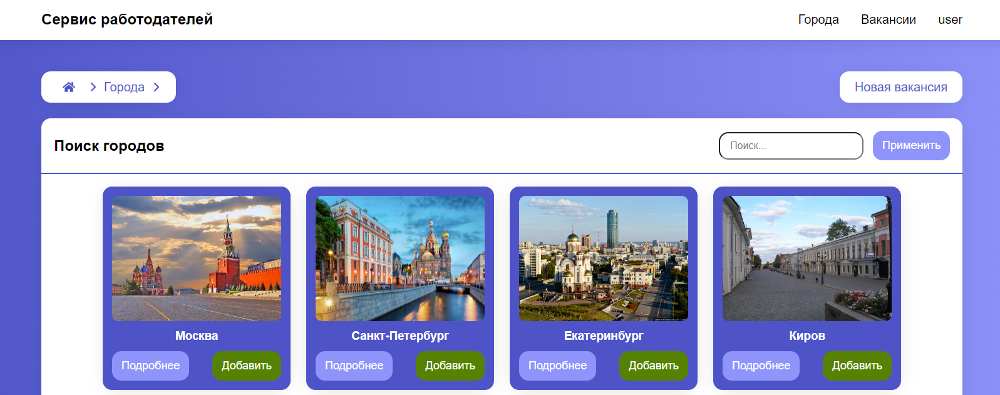 Сервис работодателей
Города Вакансии user
Города
Новая вакансия
Поиск городов
Поиск...
Применить
Москва
Подробнее Добавить
Санкт-Петербург
Подробнее Добавить
Екатеринбург
Подробнее Добавить
Киров
Подробнее Добавить